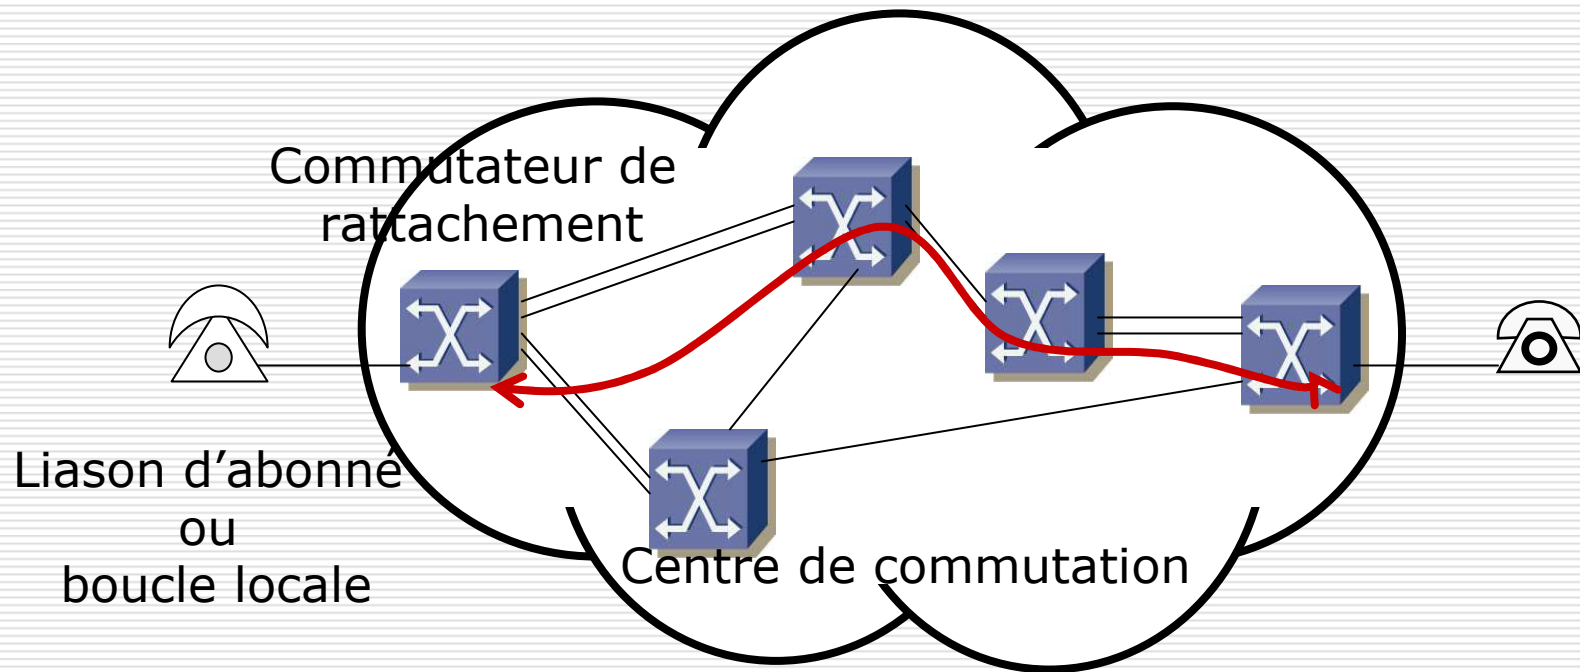 Commutateur de
rattachement
Liason d’abonné
ou
boucle locale
Centre de commutation